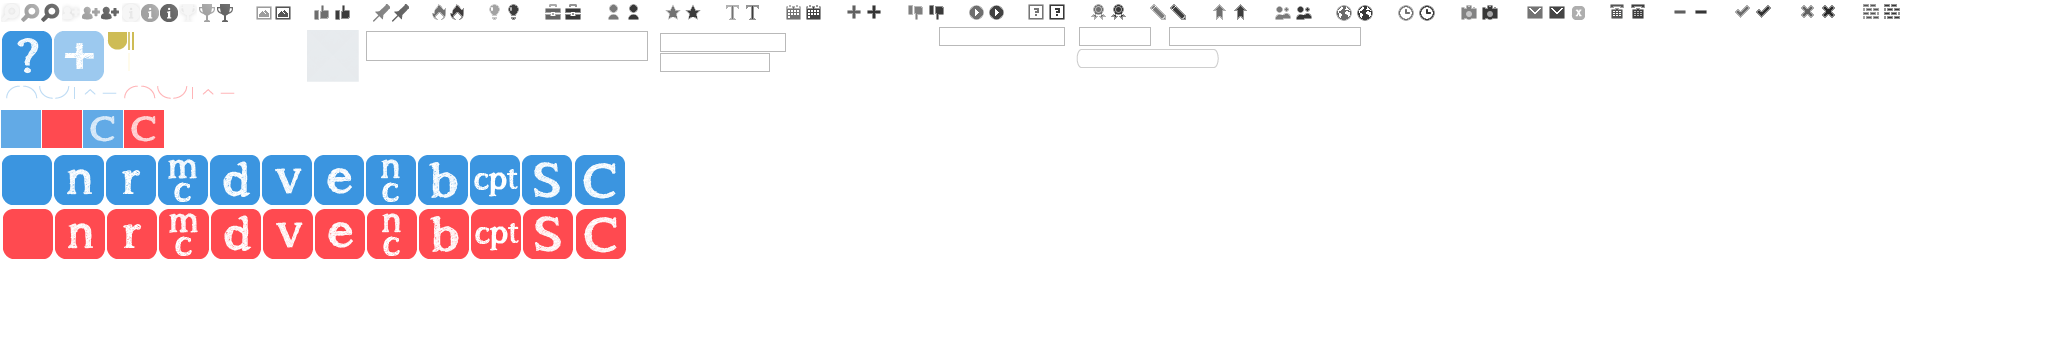 i i i T T ? ? x
? +
C C
n r m c d v e n c b cpt S C
n r m c d v e n c b cpt S C